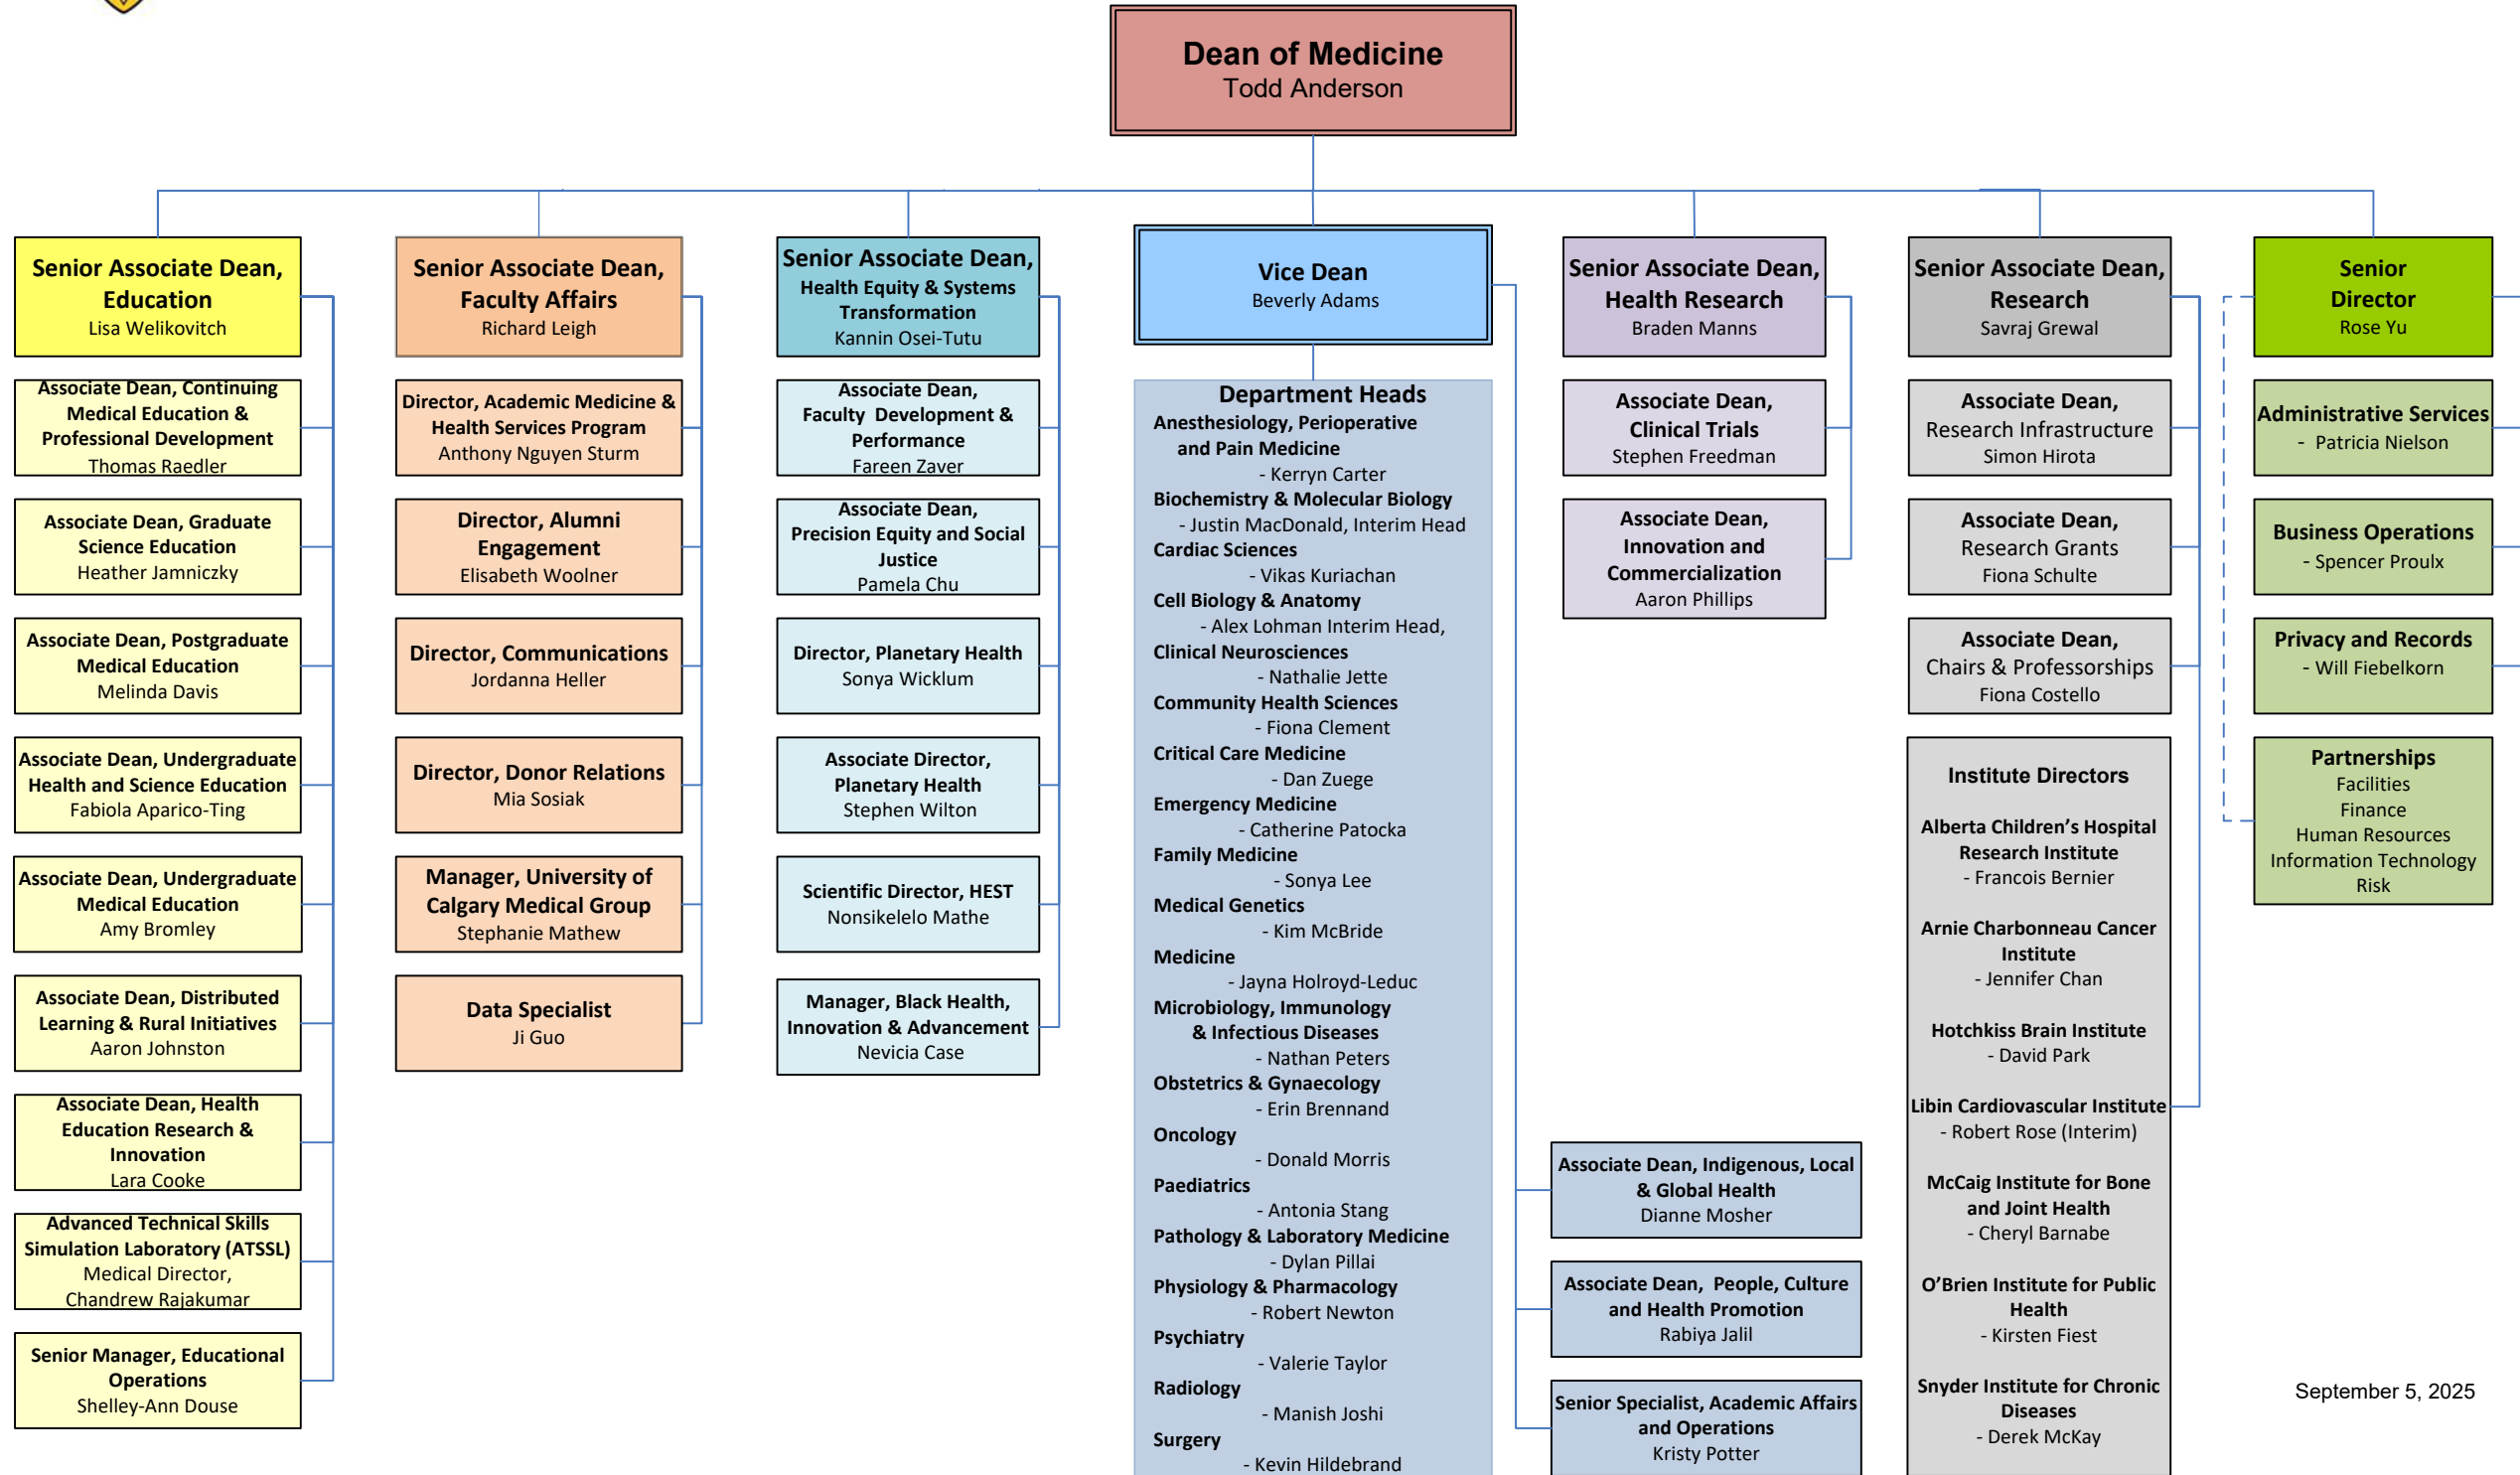 Dean of Medicine
Todd Anderson
Senior Associate Dean,
Education
Lisa Welikovitch
Associate Dean, Continuing
Medical Education &
Professional Development
Thomas Raedler
Associate Dean, Graduate
Science Education
Heather Jamniczky
Associate Dean, Postgraduate
Medical Education
Melinda Davis
Associate Dean, Undergraduate
Health and Science Education
Fabiola Aparico-Ting
Associate Dean, Undergraduate
Medical Education
Amy Bromley
Associate Dean, Distributed
Learning & Rural Initiatives
Aaron Johnston
Associate Dean, Health
Education Research &
Innovation
Lara Cooke
Advanced Technical Skills
Simulation Laboratory (ATSSL)
Medical Director,
Chandrew Rajakumar
Senior Manager, Educational
Operations
Shelley-Ann Douse
Senior Associate Dean,
Faculty Affairs
Richard Leigh
Director, Academic Medicine &
Health Services Program
Anthony Nguyen Sturm
Director, Alumni
Engagement
Elisabeth Woolner
Director, Communications
Jordanna Heller
Director, Donor Relations
Mia Sosiak
Manager, University of
Calgary Medical Group
Stephanie Mathew
Data Specialist
Ji Guo
Senior Associate Dean,
Health Equity & Systems
Transformation
Kannin Osei-Tutu
Associate Dean,
Faculty Development &
Performance
Fareen Zaver
Associate Dean,
Precision Equity and Social
Justice
Pamela Chu
Director, Planetary Health
Sonya Wicklum
Associate Director,
Planetary Health
Stephen Wilton
Scientific Director, HEST
Nonsikelelo Mathe
Manager, Black Health,
Innovation & Advancement
Nevicia Case
Vice Dean
Beverly Adams
Department Heads
Anesthesiology, Perioperative
and Pain Medicine
- Kerryn Carter
Biochemistry & Molecular Biology
- Justin MacDonald, Interim Head
Cardiac Sciences
- Vikas Kuriachan
Cell Biology & Anatomy
- Alex Lohman Interim Head,
Clinical Neurosciences
- Nathalie Jette
Community Health Sciences
- Fiona Clement
Critical Care Medicine
- Dan Zuege
Emergency Medicine
- Catherine Patocka
Family Medicine
- Sonya Lee
Medical Genetics
- Kim McBride
Medicine
- Jayna Holroyd-Leduc
Microbiology, Immunology
& Infectious Diseases
- Nathan Peters
Obstetrics & Gynaecology
- Erin Brennand
Oncology
- Donald Morris
Paediatrics
- Antonia Stang
Pathology & Laboratory Medicine
- Dylan Pillai
Physiology & Pharmacology
- Robert Newton
Psychiatry
- Valerie Taylor
Radiology
- Manish Joshi
Surgery
- Kevin Hildebrand
Associate Dean, Indigenous, Local
& Global Health
Dianne Mosher
Associate Dean, People, Culture
and Health Promotion
Rabiya Jalil
Senior Specialist, Academic Affairs
and Operations
Kristy Potter
Senior Associate Dean,
Health Research
Braden Manns
Associate Dean,
Clinical Trials
Stephen Freedman
Associate Dean,
Innovation and
Commercialization
Aaron Phillips
Senior Associate Dean,
Research
Savraj Grewal
Associate Dean,
Research Infrastructure
Simon Hirota
Associate Dean,
Research Grants
Fiona Schulte
Associate Dean,
Chairs & Professorships
Fiona Costello
Institute Directors
Alberta Children’s Hospital
Research Institute
- Francois Bernier
Arnie Charbonneau Cancer
Institute
- Jennifer Chan
Hotchkiss Brain Institute
- David Park
Libin Cardiovascular Institute
- Robert Rose (Interim)
McCaig Institute for Bone
and Joint Health
- Cheryl Barnabe
O’Brien Institute for Public
Health
- Kirsten Fiest
Snyder Institute for Chronic
Diseases
- Derek McKay
Senior
Director
Rose Yu
Administrative Services
- Patricia Nielson
Business Operations
- Spencer Proulx
Privacy and Records
- Will Fiebelkorn
Partnerships
Facilities
Finance
Human Resources
Information Technology
Risk
September 5, 2025